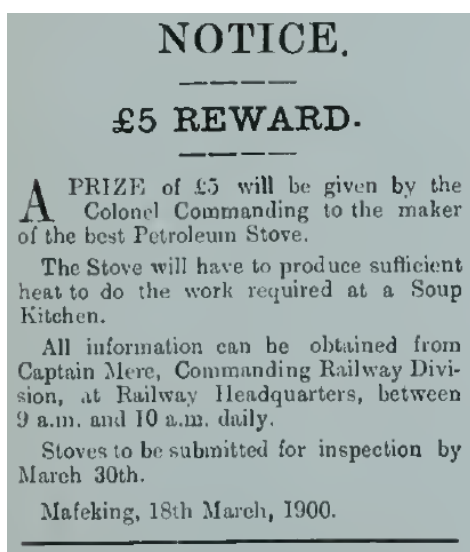 NOTICE.
£5 REWARD.
A PRIZE of £5 will be given by the
Colonel Commanding to the maker
of the best Petroleum Stove.
The Stove will have to produce sufficient
heat to do the work required at a Soup
Kitchen.
All information can be obtained from
Captain More, Commanding Railway Divi-
sion, at Railway Headquarters, between
9 a.m. and 10 a.m. daily.
Stoves to be submitted for inspection by
March 30th.
Mafeking, 18th March, 1900.